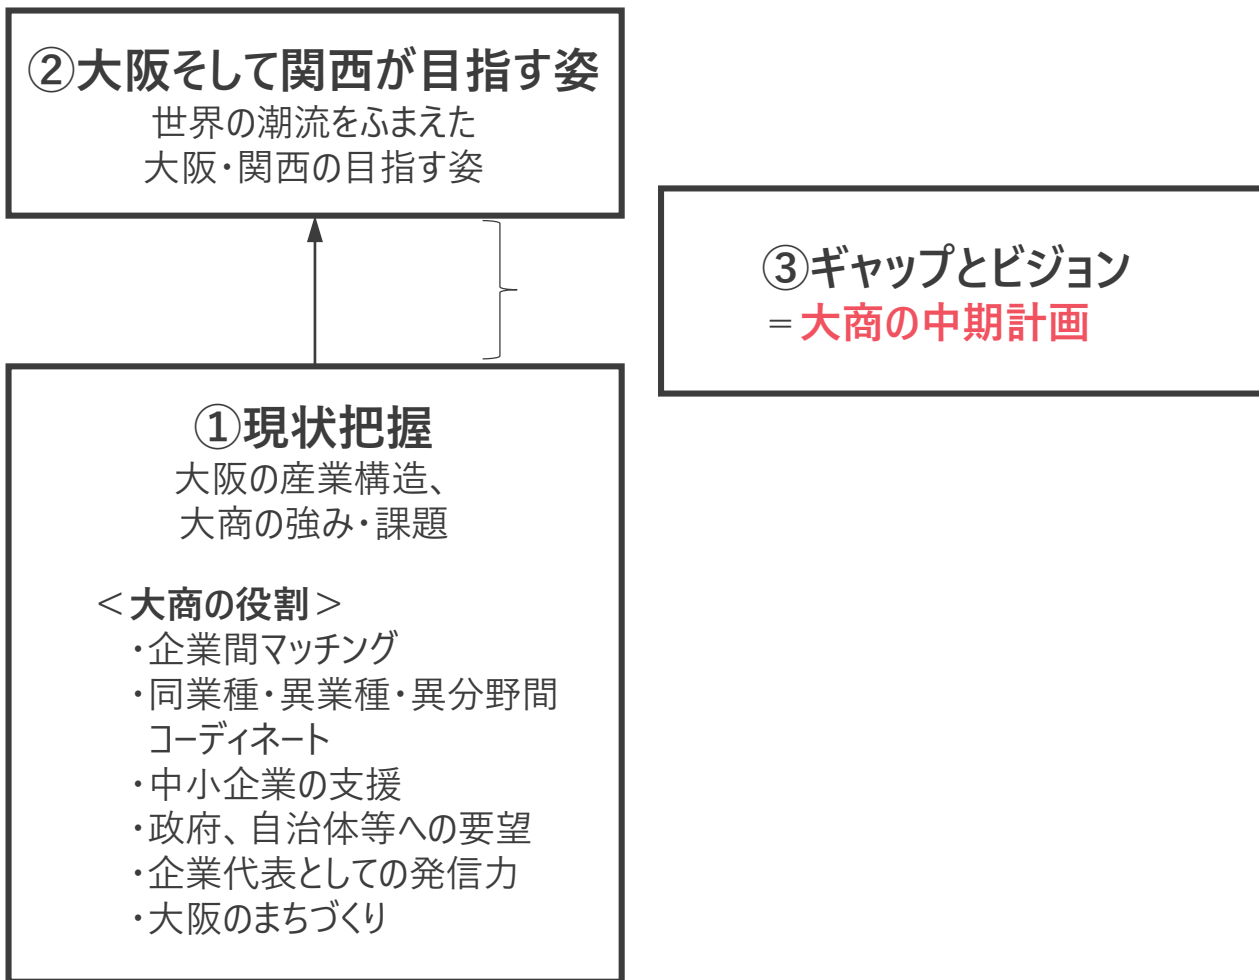 ②大阪そして関西が目指す姿
世界の潮流をふまえた
大阪・関西の目指す姿
③ギャップとビジョン
＝大商の中期計画
①現状把握
大阪の産業構造、
大商の強み・課題
＜大商の役割＞
・企業間マッチング
・同業種・異業種・異分野間
コーディネート
・中小企業の支援
・政府、自治体等への要望
・企業代表としての発信力
・大阪のまちづくり